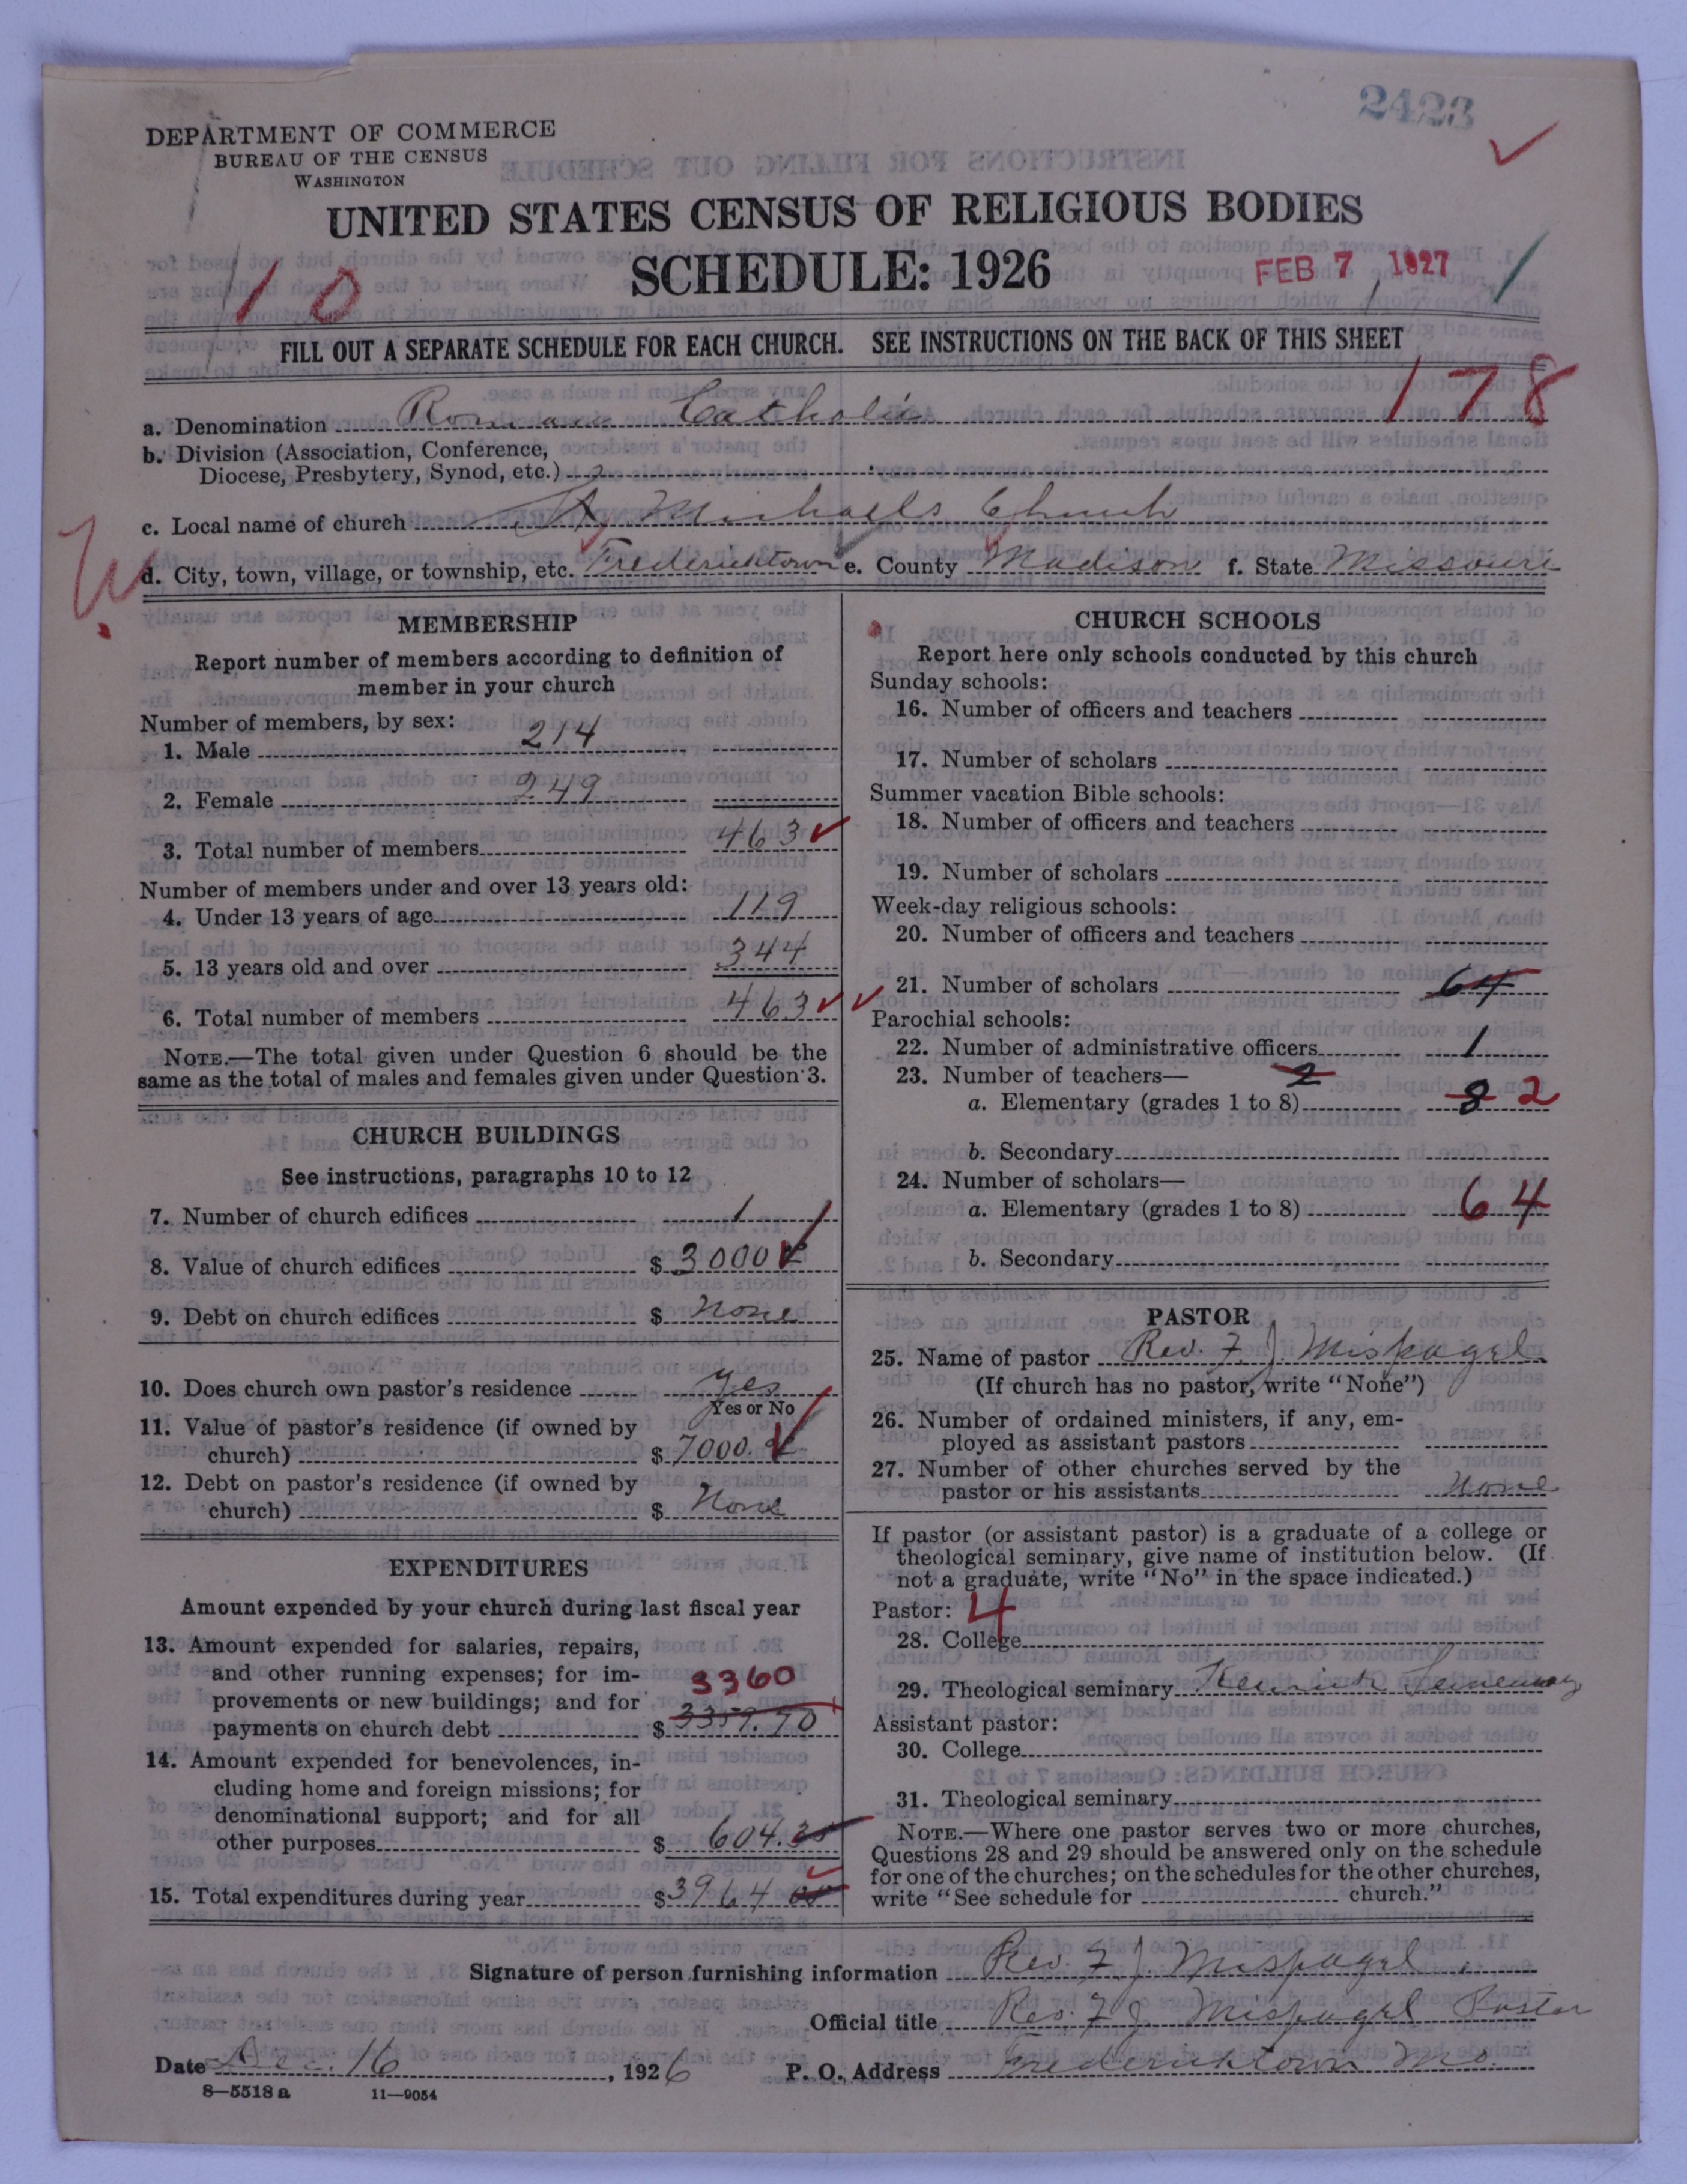 2423
DEPARTMENT OF COMMERCE
BUREAU OF THE CENSUS
WASHINGTON
UNITED STATES CENSUS OF RELIGIOUS BODIES
SCHEDULE: 1926
FEB 7 1927
10
FILL OUT A SEPARATE SCHEDULE FOR EACH CHURCH. SEE INSTRUCTIONS ON THE BACK OF THIS SHEET
178
a. Denomination Roman Catholic
b. Division (Association, Conference,
Diocese, Presbytery, Synod, etc.)
c. Local name of church St. Michaels Church
d. City, town, village, or township, etc. Fredericktown e. County Madison f. State Missouri
MEMBERSHIP
Report number of members according to definition of
member in your church
Number of members, by sex:
1. Male 214
2. Female 249
3. Total number of members 463
Number of members under and over 13 years old:
4. Under 13 years of age 119
5. 13 years old and over 344
6. Total number of members 463
NOTE.—The total given under Question 6 should be the
same as the total of males and females given under Question 3.
CHURCH BUILDINGS
See instructions, paragraphs 10 to 12
7. Number of church edifices 1
8. Value of church edifices $ 3000
9. Debt on church edifices $ None
10. Does church own pastor's residence yes
Yes or No
11. Value of pastor's residence (if owned by
church) $ 7000.
12. Debt on pastor's residence (if owned by
church) $ None
EXPENDITURES
Amount expended by your church during last fiscal year
13. Amount expended for salaries, repairs,
and other running expenses; for im-
provements or new buildings; and for 3360
payments on church debt $ 3359.70
14. Amount expended for benevolences, in-
cluding home and foreign missions; for
denominational support; and for all
other purposes $ 604.
15. Total expenditures during year $ 3964
CHURCH SCHOOLS
Report here only schools conducted by this church
Sunday schools:
16. Number of officers and teachers
17. Number of scholars
Summer vacation Bible schools:
18. Number of officers and teachers
19. Number of scholars
Week-day religious schools:
20. Number of officers and teachers
21. Number of scholars 64
Parochial schools:
22. Number of administrative officers 1
23. Number of teachers— 2
a. Elementary (grades 1 to 8) 8 2
b. Secondary
24. Number of scholars—
a. Elementary (grades 1 to 8) 64
b. Secondary
PASTOR
25. Name of pastor Rev. F. J. Mispagel
(If church has no pastor, write "None")
26. Number of ordained ministers, if any, em-
ployed as assistant pastors
27. Number of other churches served by the
pastor or his assistants None
If pastor (or assistant pastor) is a graduate of a college or
theological seminary, give name of institution below. (If
not a graduate, write "No" in the space indicated.)
Pastor: 4
28. College
29. Theological seminary Kenrick Seminary
Assistant pastor:
30. College
31. Theological seminary
NOTE.—Where one pastor serves two or more churches,
Questions 28 and 29 should be answered only on the schedule
for one of the churches; on the schedules for the other churches,
write "See schedule for church."
Signature of person furnishing information Rev. F. J. Mispagel
Official title Rev F J. Mispagel Pastor
Date Dec. 16, 1926 P. O. Address Fredericktown Mo.
8—5518 a 11—9054